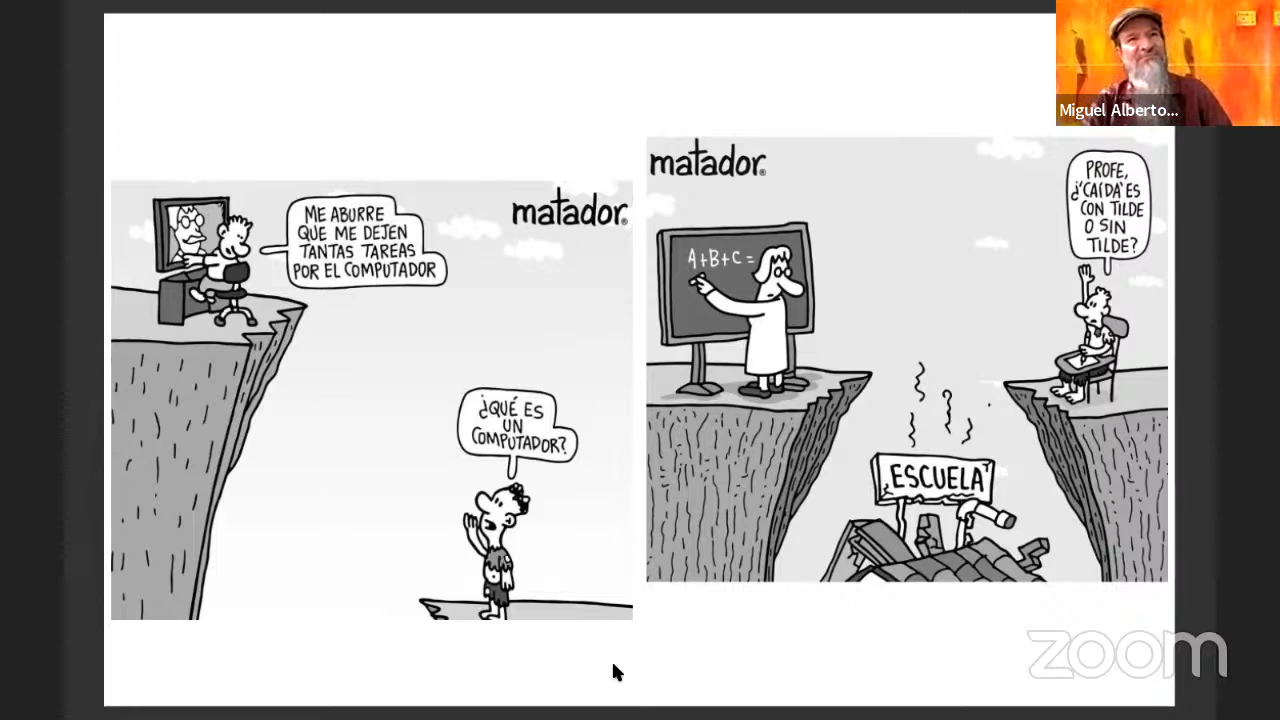 Miguel Alberto...
matador®
ME ABURRE
QUE ME DEJEN
TANTAS TAREAS
POR EL COMPUTADOR
¿QUÉ ES
UN
COMPUTADOR?
matador®
PROFE,
¿'CAÍDA' ES
CON TILDE
O SIN
TILDE?
A+B+C=
ESCUELA
zoom